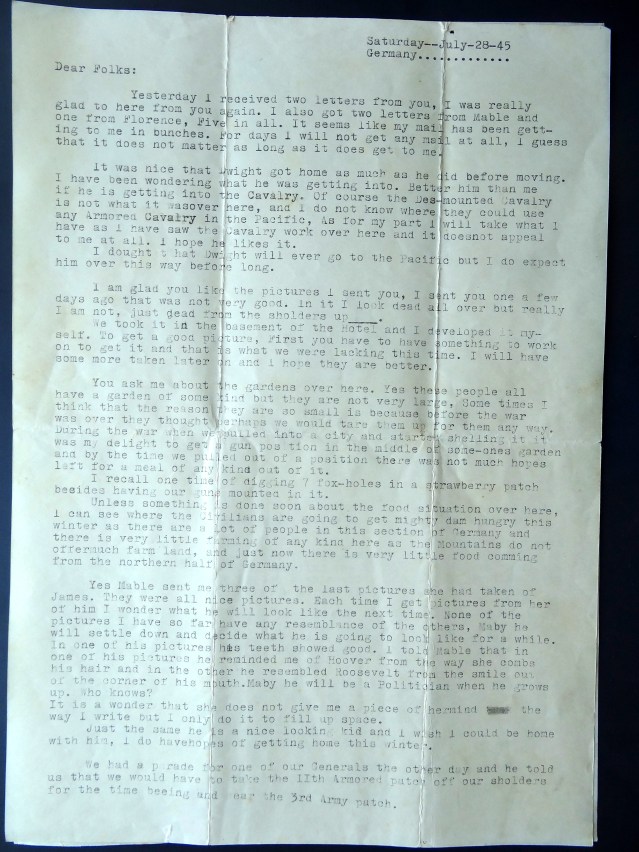 Saturday--July-28-45
Germany.............
Dear Folks:
Yesterday I received two letters from you, I was really
glad to here from you again. I also got two letters from Mable and
one from Florence, Five in all. It seems like my mail has been gett-
ing to me in bunches. For days I will not get any mail at all, I guess
that it does not matter as long as it does get to me.
It was nice that Dwight got home as much as he did before moving.
I have been wondering what he was getting into. Better him than me
if he is getting into the Cavalry. Of course the Des-mounted Cavalry
is not what it wasover here, and I do not know where they could use
any Armored Cavalry in the Pacific, As for my part I will take what I
have as I have saw the Cavalry work over here and it doesnot appeal
to me at all. I hope he likes it.
I dought that Dwight will ever go to the Pacific but I do expect
him over this way before long.
I am glad you like the pictures I sent you, I sent you one a few
days ago that was not very good. In it I look dead all over but really
I am not, just dead from the sholders up____.
We took it in the basement of the Hotel and I developed it my-
self. To get a good picture, First you have to have something to work
on to get it and that is what we were lacking this time. I will have
some more taken later on and I hope they are better.
You ask me about the gardens over here. Yes these people all
have a garden of some kind but they are not very large, Some times I
think that the reason they are so small is because before the war
was over they thought perhaps we would tare them up for them any way.
During the war when we pulled into a city and started shelling it it
was my delight to get a gun position in the middle of some-ones garden
and by the time we pulled out of a position there was not much hopes
left for a meal of any kind out of it.
I recall one time of digging 7 fox-holes in a strawberry patch
besides having our guns mounted in it.
Unless something is done soon about the food situation over here,
I can see where the Civilians are going to get mighty dam hungry this
winter as there are a lot of people in this section of Germany and
there is very little farming of any kind here as the Mountains do not
offermuch farm land, and just now there is very little food comming
from the northern half of Germany.
Yes Mable sent me three of the last pictures she had taken of
James. They were all nice pictures. Each time I get pictures from her
of him I wonder what he will look like the next time. None of the
pictures I have so far have any resemblance of the others, Maby he
will settle down and decide what he is going to look like for a while.
In one of his pictures his teeth showed good. I told Mable that in
one of his pictures he reminded me of Hoover from the way she combs
his hair and in the other he resembled Roosevelt from the smile out
of the corner of his mouth.Maby he will be a Politician when he grows
up. Who knows?
It is a wonder that she does not give me a piece of hermind the
way I write but I only do it to fill up space.
Just the same he is a nice looking kid and I wish I could be home
with him, I do havehopes of getting home this winter.
We had a parade for one of our Generals the other day and he told
us that we would have to take the IIth Armored patch off our sholders
for the time beeing and wear the 3rd Army patch.